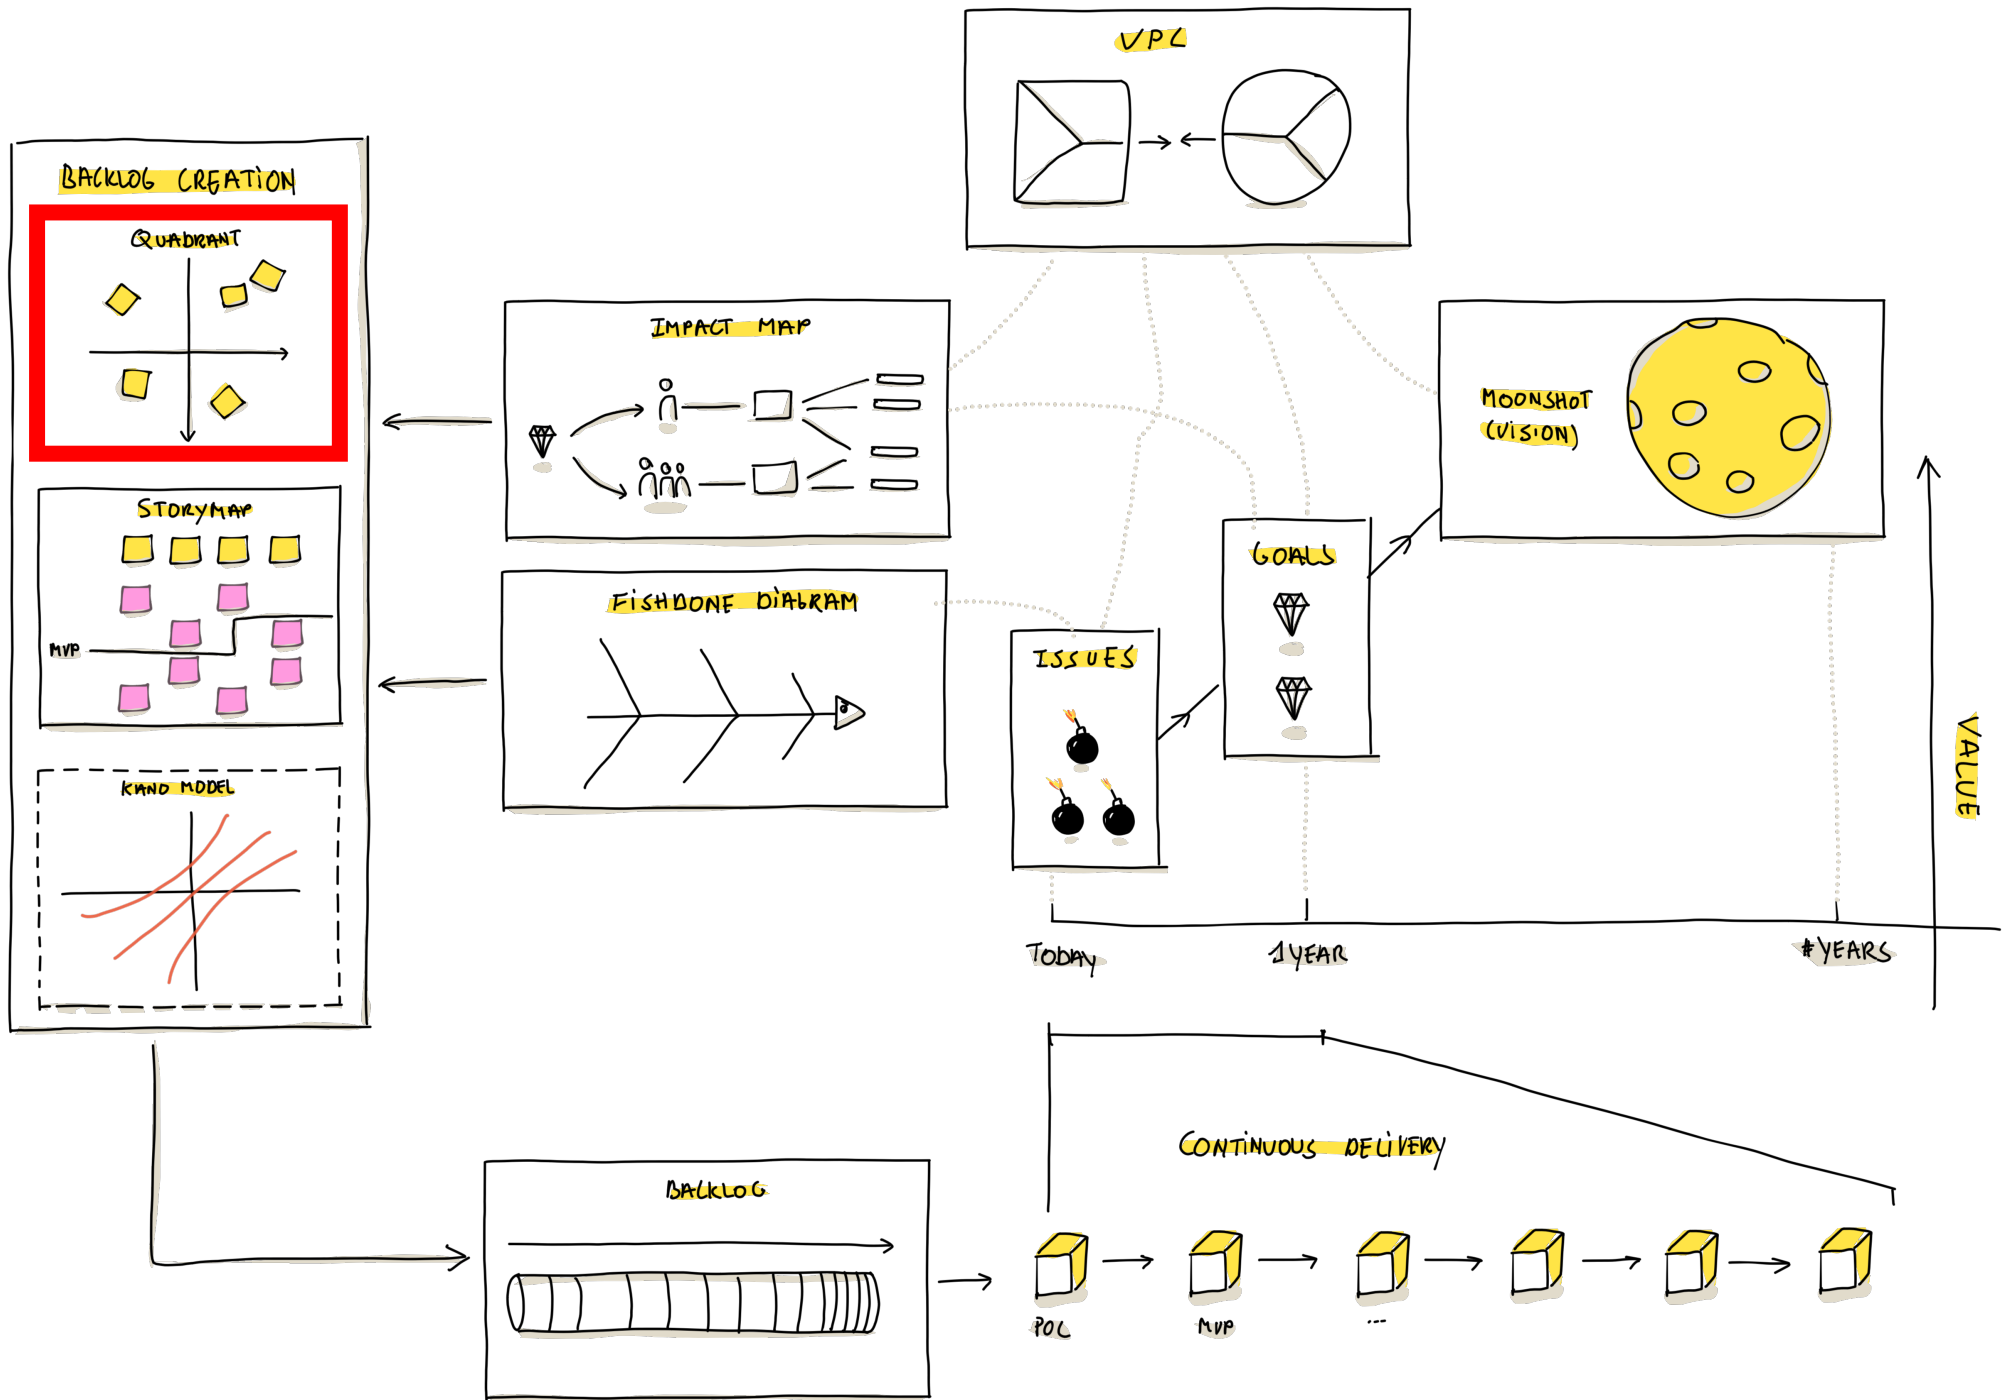 VPC
BACKLOG CREATION
QUADRANT
IMPACT MAP
MOONSHOT
(VISION)
STORYMAP
MVP
GOALS
FISHBONE DIAGRAM
ISSUES
KANO MODEL
VALUE
TODAY
1 YEAR
# YEARS
CONTINUOUS DELIVERY
BACKLOG
POC
MVP
...